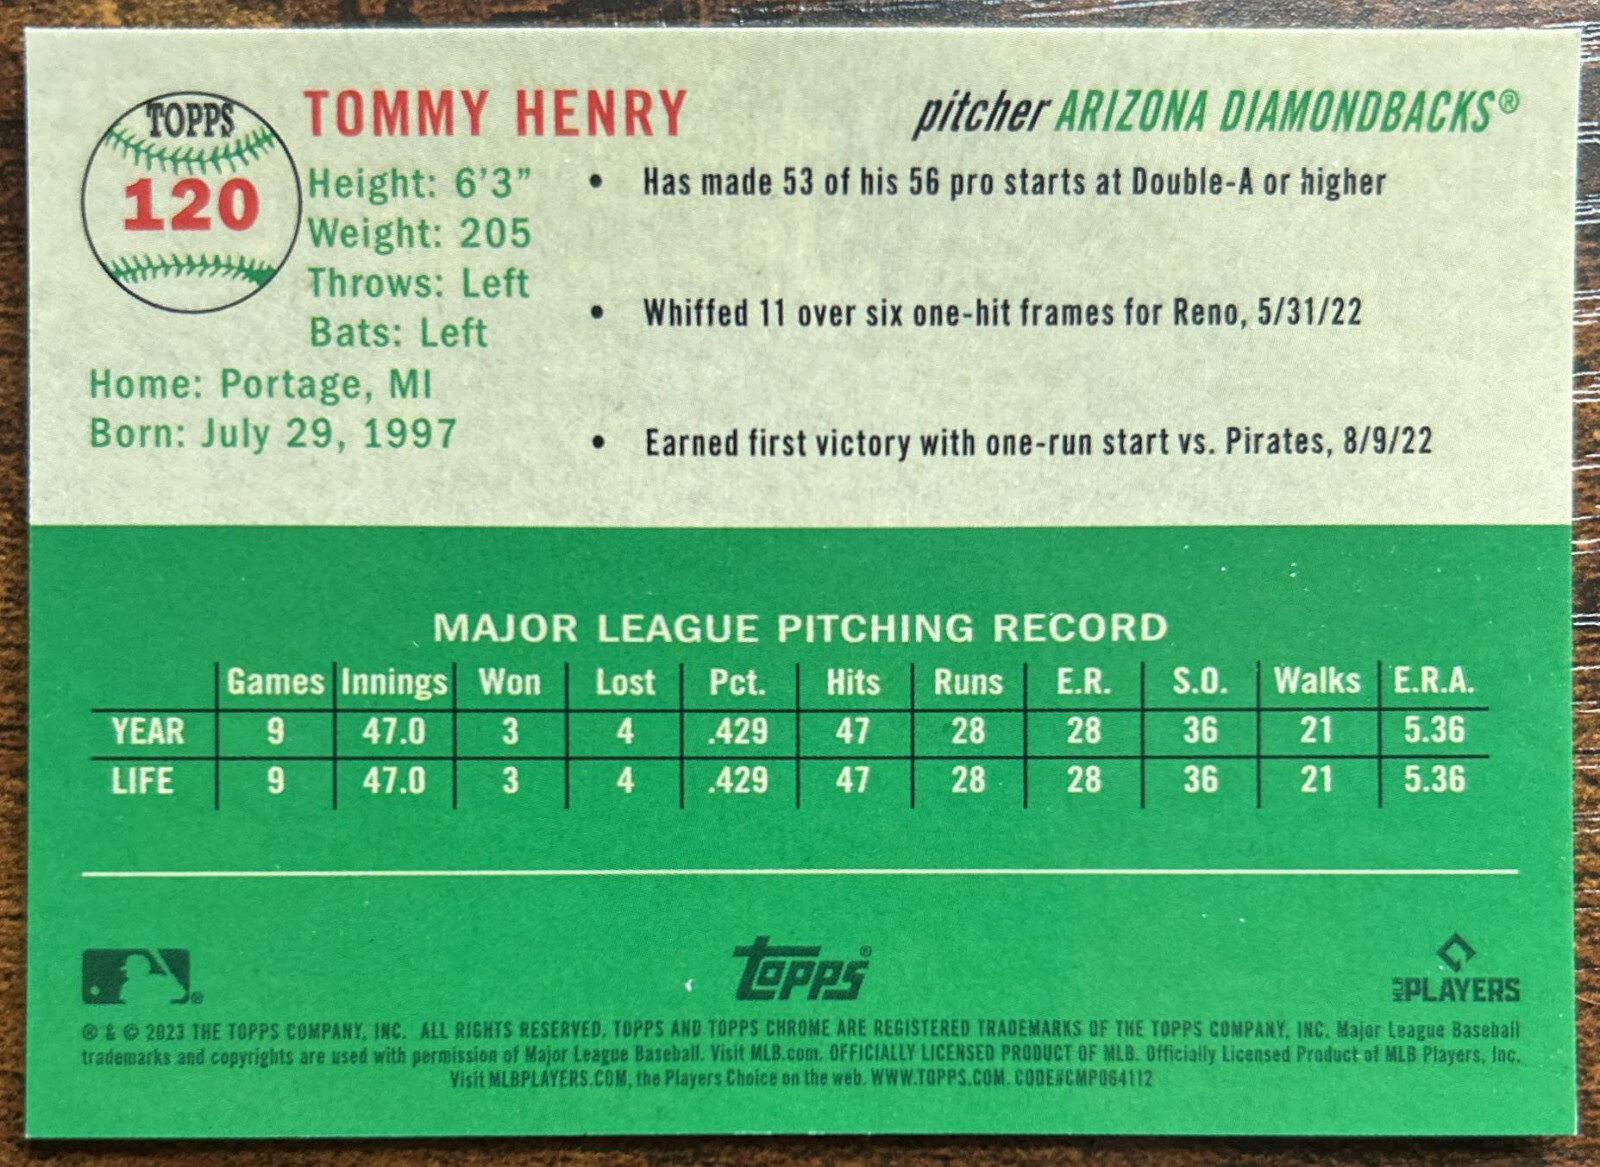 TOPPS
120
TOMMY HENRY
pitcher ARIZONA DIAMONDBACKS®
Height: 6'3"
Weight: 205
Throws: Left
Bats: Left
Home: Portage, MI
Born: July 29, 1997
• Has made 53 of his 56 pro starts at Double-A or higher
• Whiffed 11 over six one-hit frames for Reno, 5/31/22
• Earned first victory with one-run start vs. Pirates, 8/9/22
MAJOR LEAGUE PITCHING RECORD
Games Innings Won Lost Pct. Hits Runs E.R. S.O. Walks E.R.A.
YEAR 9 47.0 3 4 .429 47 28 28 36 21 5.36
LIFE 9 47.0 3 4 .429 47 28 28 36 21 5.36
®
topps®
MLB PLAYERS
® & © 2023 THE TOPPS COMPANY, INC. ALL RIGHTS RESERVED. TOPPS AND TOPPS CHROME ARE REGISTERED TRADEMARKS OF THE TOPPS COMPANY, INC. Major League Baseball
trademarks and copyrights are used with permission of Major League Baseball. Visit MLB.com. OFFICIALLY LICENSED PRODUCT OF MLB. Officially Licensed Product of MLB Players, Inc.
Visit MLBPLAYERS.COM, the Players Choice on the web. WWW.TOPPS.COM. CODE#CMP064112